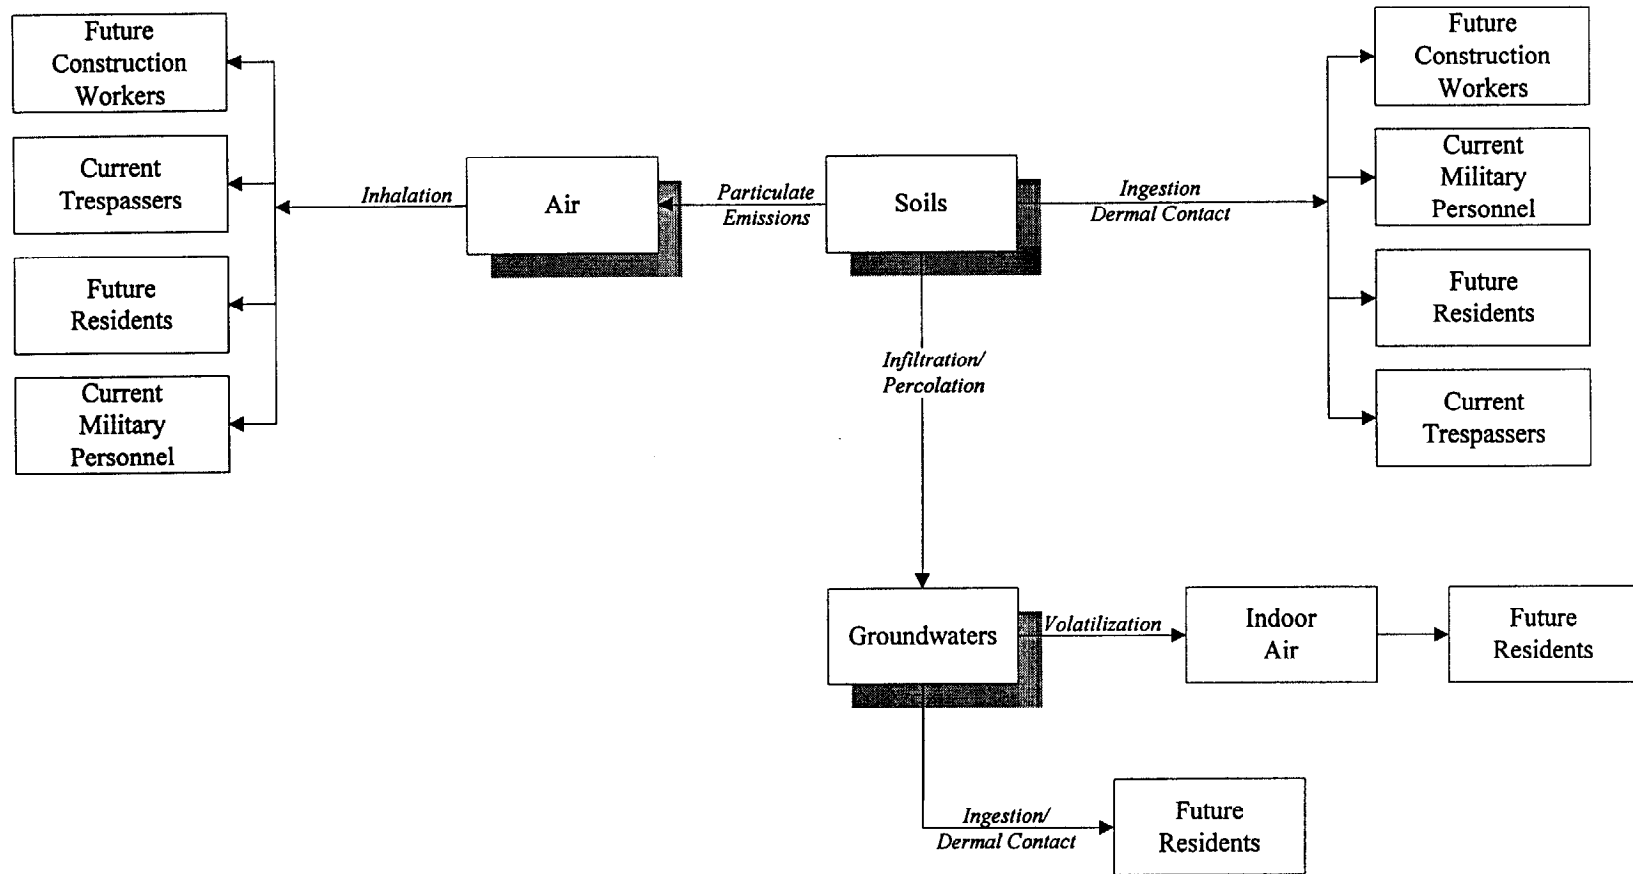 Future
Construction
Workers
Current
Trespassers
Future
Residents
Current
Military
Personnel
Inhalation
Air
Particulate
Emissions
Soils
Ingestion
Dermal Contact
Future
Construction
Workers
Current
Military
Personnel
Future
Residents
Current
Trespassers
Infiltration/
Percolation
Groundwaters
Volatilization
Indoor
Air
Future
Residents
Ingestion/
Dermal Contact
Future
Residents